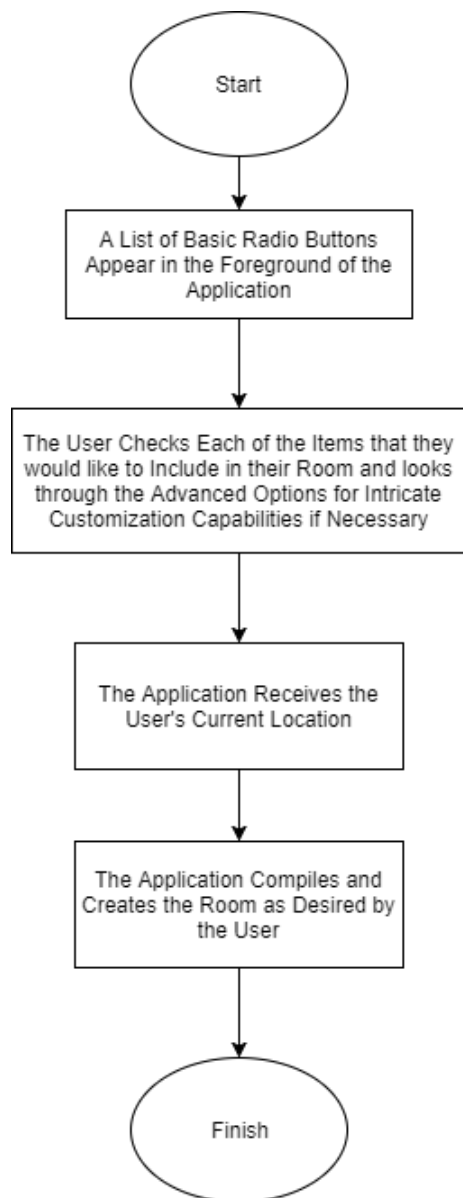 Start
A List of Basic Radio Buttons
Appear in the Foreground of the
Application
The User Checks Each of the Items that they
would like to Include in their Room and looks
through the Advanced Options for Intricate
Customization Capabilities if Necessary
The Application Receives the
User's Current Location
The Application Compiles and
Creates the Room as Desired by
the User
Finish